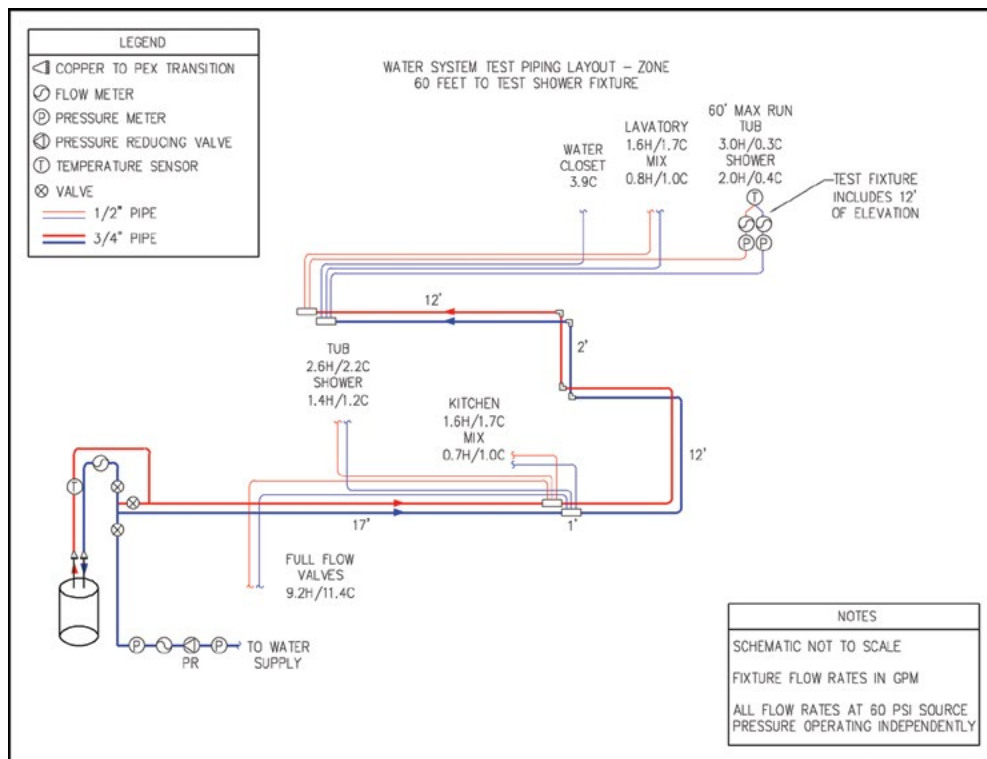 LEGEND
COPPER TO PEX TRANSITION
FLOW METER
P PRESSURE METER
PRESSURE REDUCING VALVE
T TEMPERATURE SENSOR
VALVE
1/2" PIPE
3/4" PIPE
WATER SYSTEM TEST PIPING LAYOUT – ZONE
60 FEET TO TEST SHOWER FIXTURE
WATER
CLOSET
3.9C
LAVATORY
1.6H/1.7C
MIX
0.8H/1.0C
60' MAX RUN
TUB
3.0H/0.3C
SHOWER
2.0H/0.4C
T
P P
TEST FIXTURE
INCLUDES 12'
OF ELEVATION
12'
2'
TUB
2.6H/2.2C
SHOWER
1.4H/1.2C
KITCHEN
1.6H/1.7C
MIX
0.7H/1.0C
12'
T
17'
1'
FULL FLOW
VALVES
9.2H/11.4C
P P
PR
TO WATER
SUPPLY
NOTES
SCHEMATIC NOT TO SCALE
FIXTURE FLOW RATES IN GPM
ALL FLOW RATES AT 60 PSI SOURCE
PRESSURE OPERATING INDEPENDENTLY